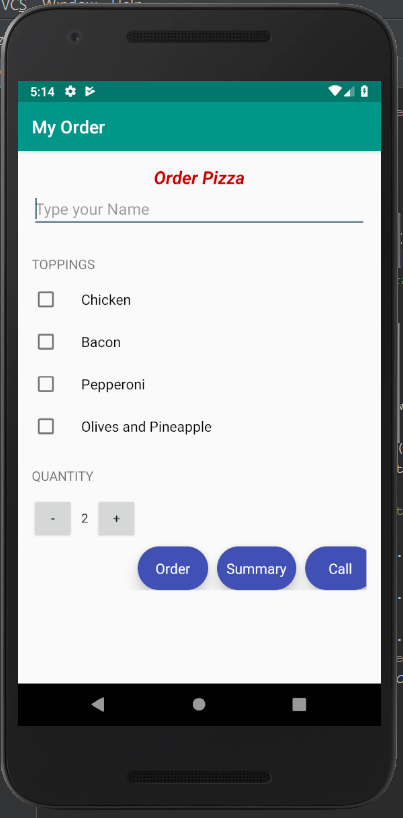 VCS Window Help
5:14
My Order
Order Pizza
Type your Name
TOPPINGS
Chicken
Bacon
Pepperoni
Olives and Pineapple
QUANTITY
- 2 +
Order Summary Call